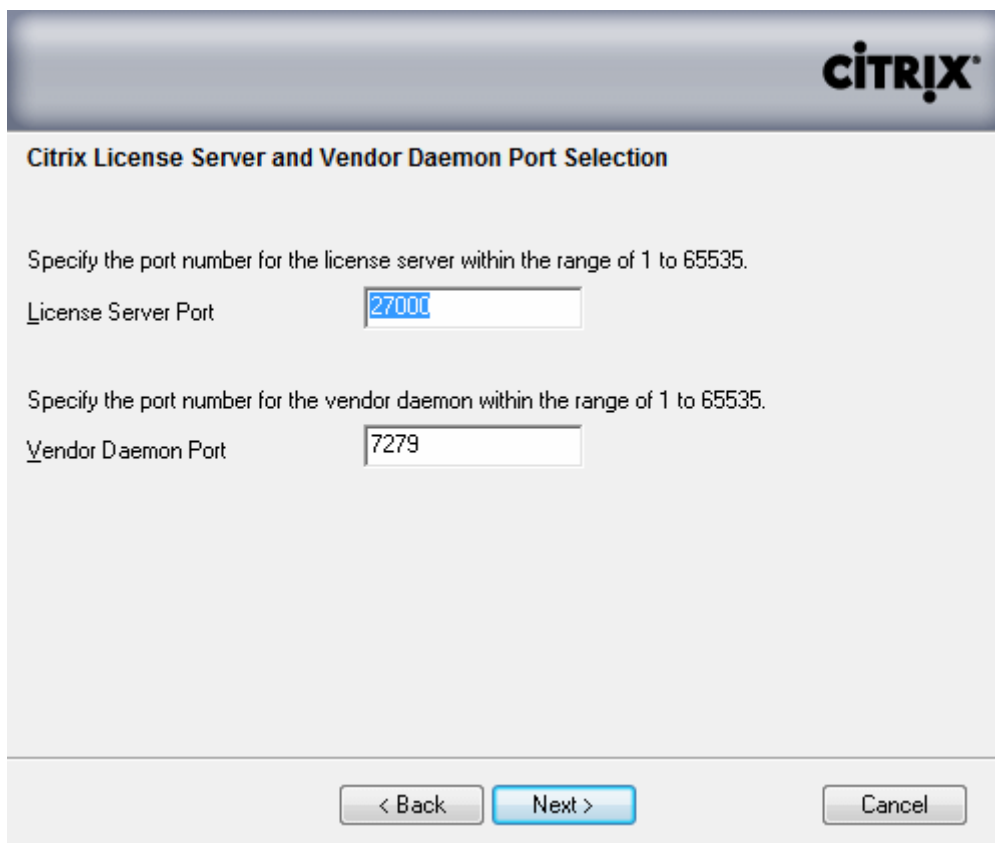 CİTRIX
Citrix License Server and Vendor Daemon Port Selection
Specify the port number for the license server within the range of 1 to 65535.
License Server Port 27000
Specify the port number for the vendor daemon within the range of 1 to 65535.
Vendor Daemon Port 7279
< Back Next > Cancel